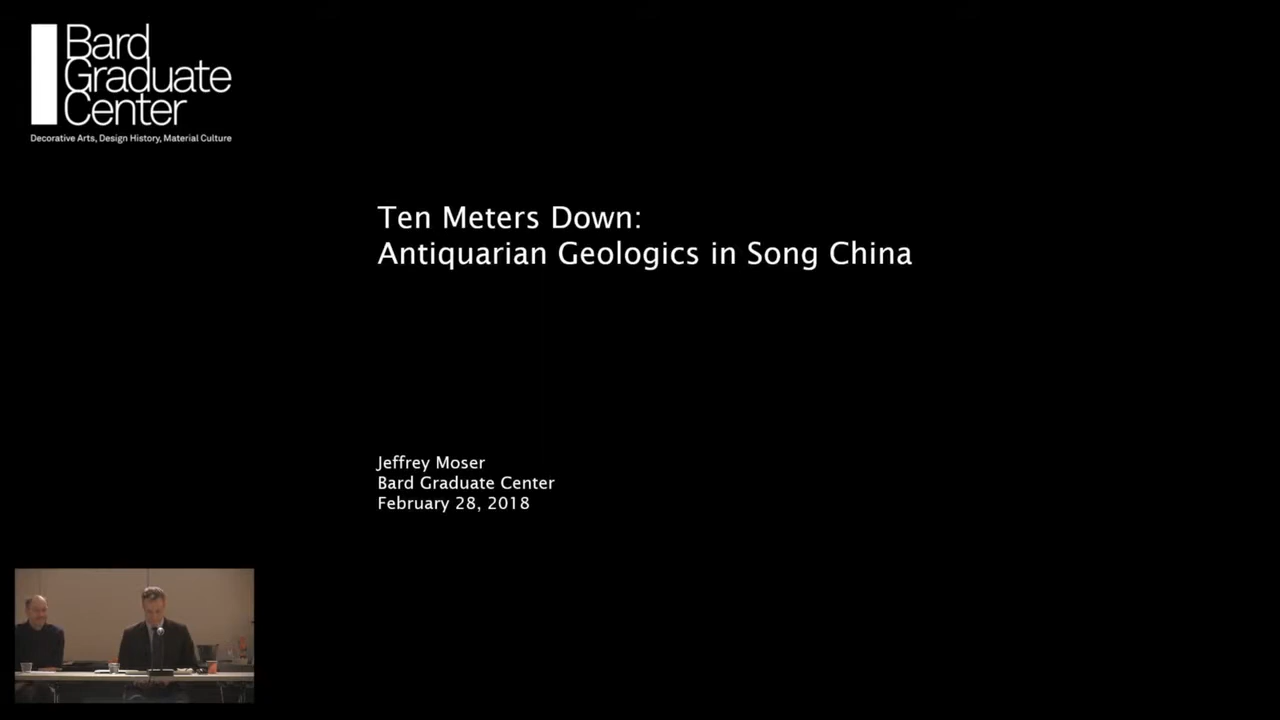 Bard
Graduate
Center
Decorative Arts, Design History, Material Culture
Ten Meters Down:
Antiquarian Geologics in Song China
Jeffrey Moser
Bard Graduate Center
February 28, 2018